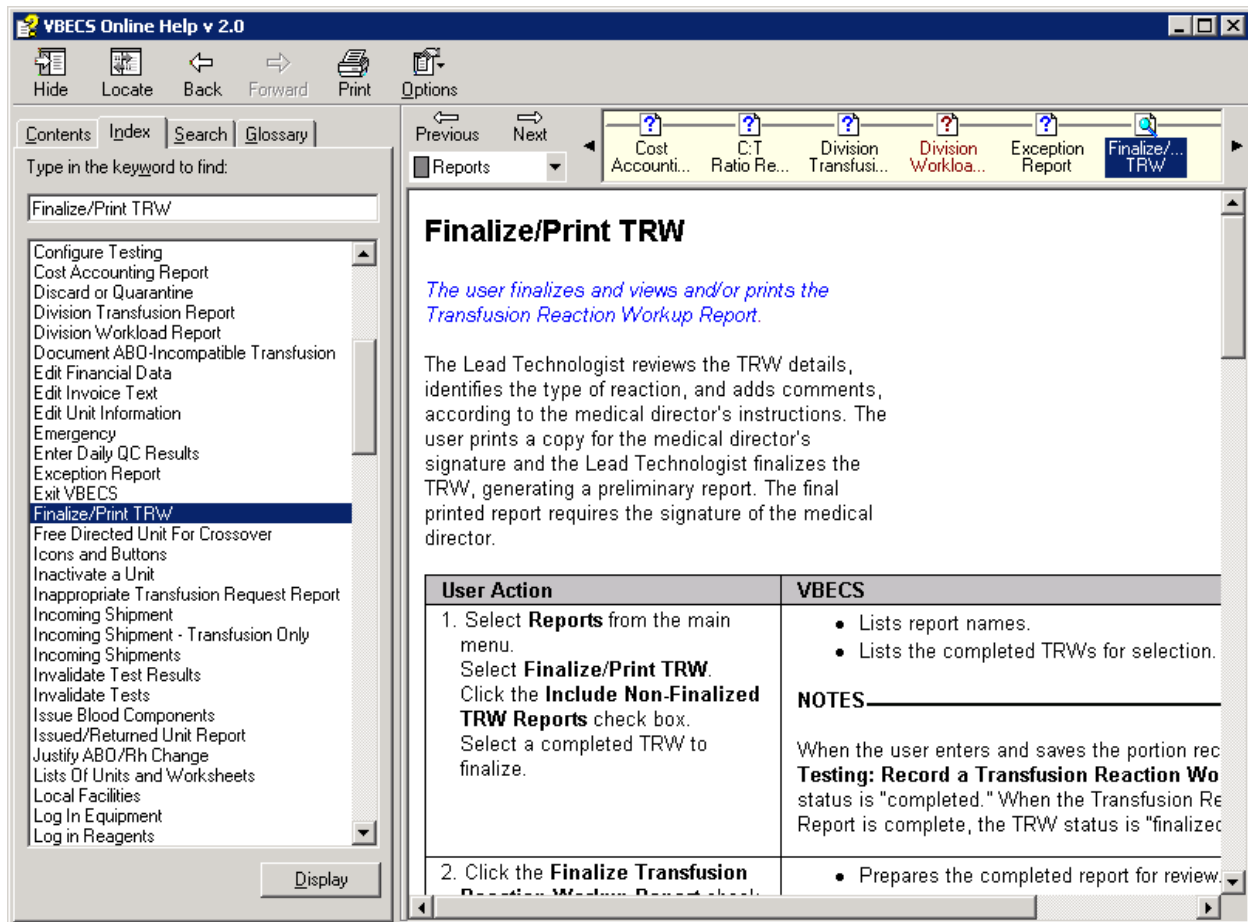 VBECS Online Help v 2.0
Hide Locate Back Forward Print Options
Contents Index Search Glossary
Type in the keyword to find:
Finalize/Print TRW
Configure Testing
Cost Accounting Report
Discard or Quarantine
Division Transfusion Report
Division Workload Report
Document ABO-Incompatible Transfusion
Edit Financial Data
Edit Invoice Text
Edit Unit Information
Emergency
Enter Daily QC Results
Exception Report
Exit VBECS
Finalize/Print TRW
Free Directed Unit For Crossover
Icons and Buttons
Inactivate a Unit
Inappropriate Transfusion Request Report
Incoming Shipment
Incoming Shipment - Transfusion Only
Incoming Shipments
Invalidate Test Results
Invalidate Tests
Issue Blood Components
Issued/Returned Unit Report
Justify ABO/Rh Change
Lists Of Units and Worksheets
Local Facilities
Log In Equipment
Log in Reagents
Display
Previous Next
Reports
Cost
Accounti...
C:T
Ratio Re...
Division
Transfusi...
Division
Workloa...
Exception
Report
Finalize/...
TRW
Finalize/Print TRW
The user finalizes and views and/or prints the
Transfusion Reaction Workup Report.
The Lead Technologist reviews the TRW details,
identifies the type of reaction, and adds comments,
according to the medical director's instructions. The
user prints a copy for the medical director's
signature and the Lead Technologist finalizes the
TRW, generating a preliminary report. The final
printed report requires the signature of the medical
director.
User Action
VBECS
1. Select Reports from the main
menu.
Select Finalize/Print TRW.
Click the Include Non-Finalized
TRW Reports check box.
Select a completed TRW to
finalize.
• Lists report names.
• Lists the completed TRWs for selection.
NOTES
When the user enters and saves the portion rec
Testing: Record a Transfusion Reaction Wo
status is "completed." When the Transfusion Re
Report is complete, the TRW status is "finalized
2. Click the Finalize Transfusion
Reaction Workup Report check
• Prepares the completed report for review.